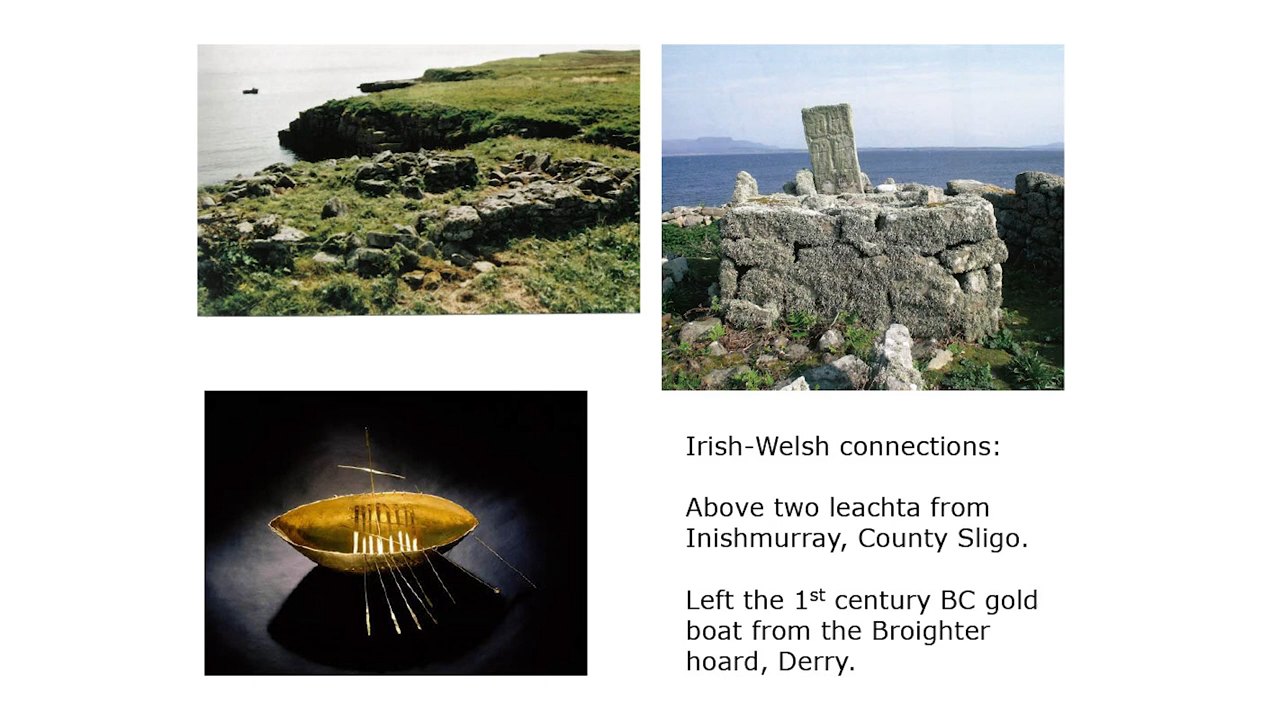 Irish-Welsh connections:
Above two leachta from
Inishmurray, County Sligo.
Left the 1st century BC gold
boat from the Broighter
hoard, Derry.